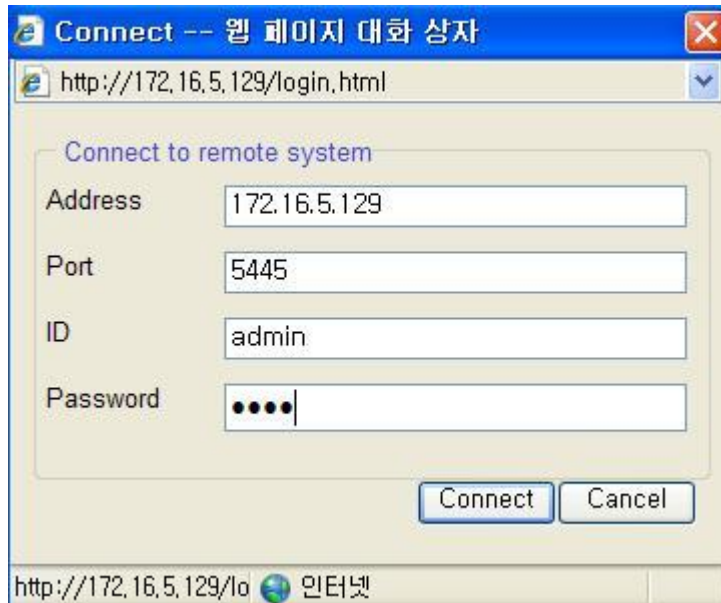 Connect -- 웹 페이지 대화 상자
http://172.16.5.129/login.html
Connect to remote system
Address 172.16.5.129
Port 5445
ID admin
Password ●●●●
Connect Cancel
http://172.16.5.129/lo 인터넷